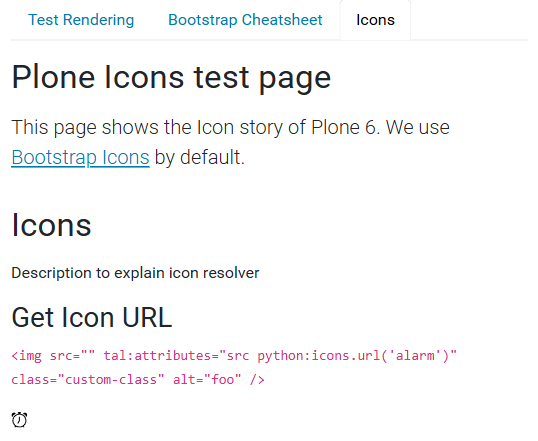 Test Rendering Bootstrap Cheatsheet Icons
Plone Icons test page
This page shows the Icon story of Plone 6. We use
Bootstrap Icons by default.
Icons
Description to explain icon resolver
Get Icon URL
<img src="" tal:attributes="src python:icons.url('alarm')"
class="custom-class" alt="foo" />